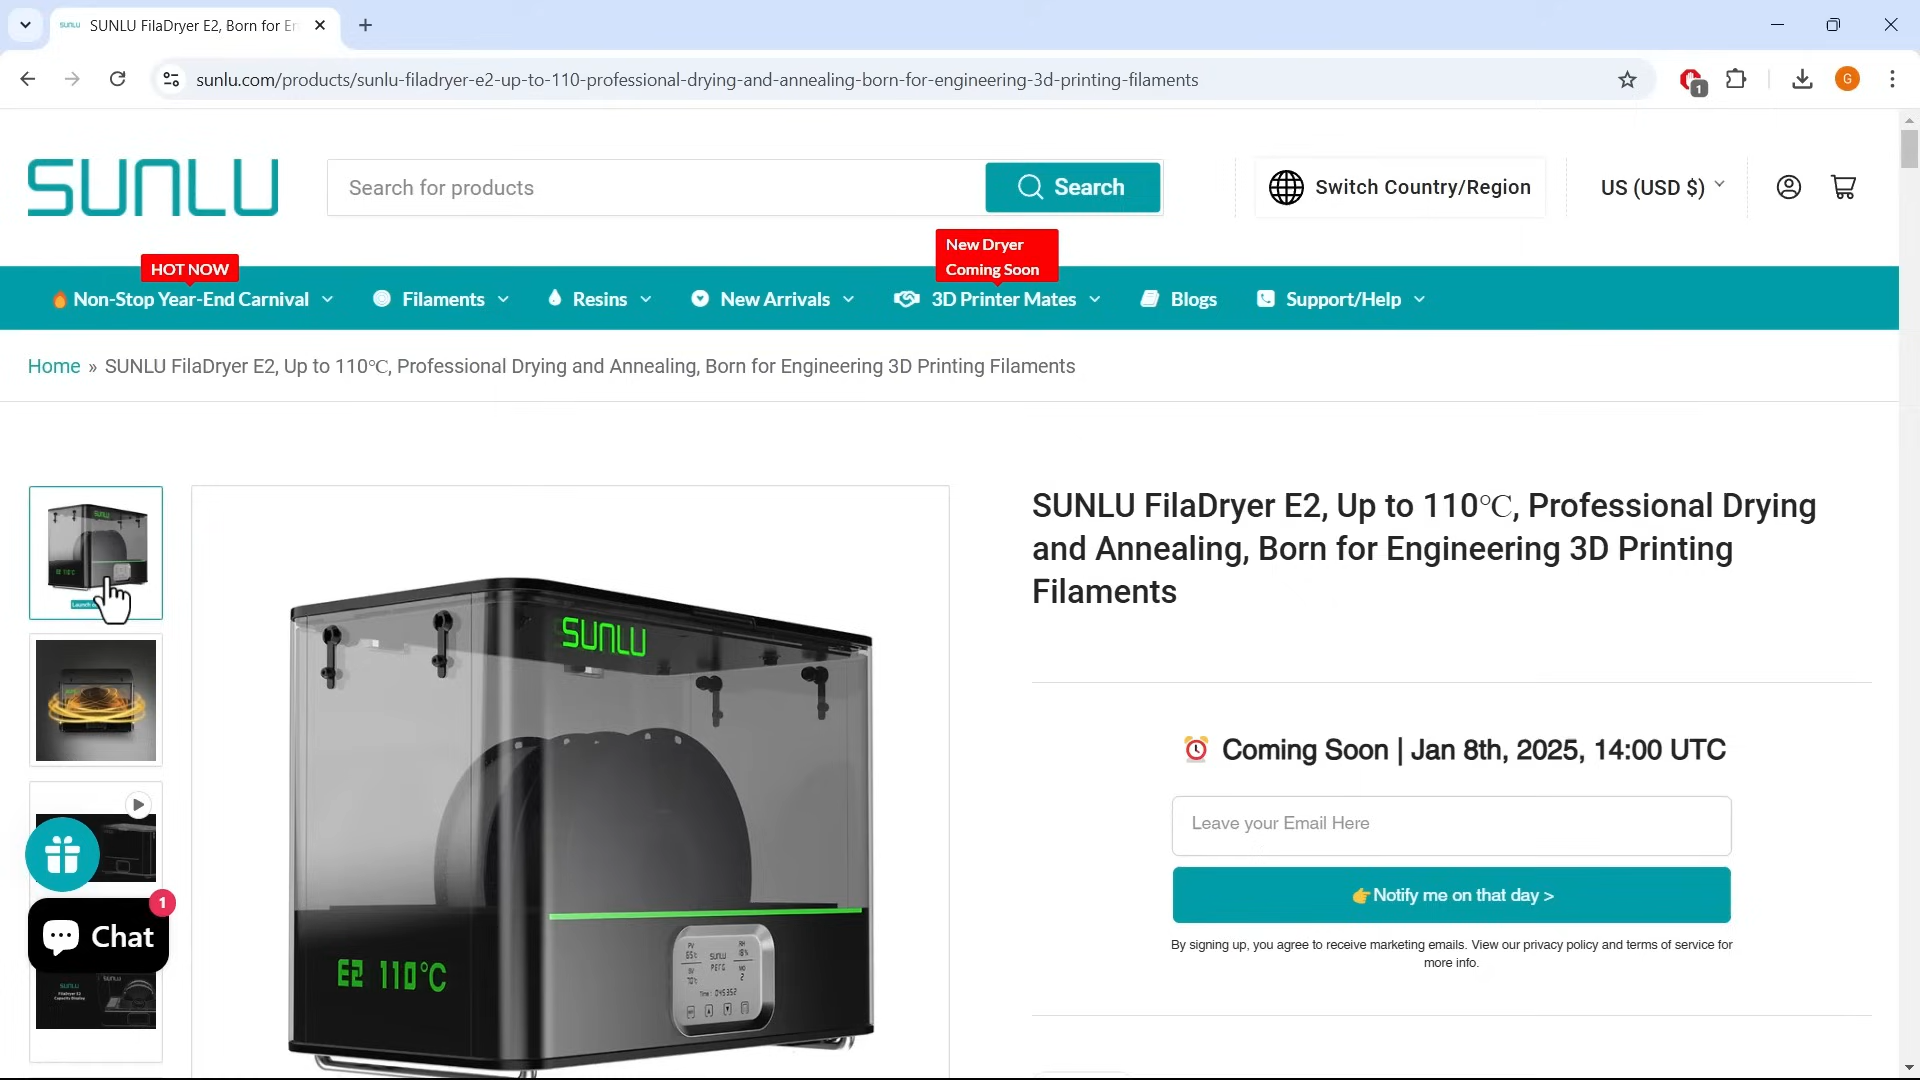 SUNLU FilaDryer E2, Born for En
sunlu.com/products/sunlu-filadryer-e2-up-to-110-professional-drying-and-annealing-born-for-engineering-3d-printing-filaments
1
G
SUNLU
Search for products
Search
Switch Country/Region
US (USD $)
HOT NOW
New Dryer
Coming Soon
Non-Stop Year-End Carnival
Filaments
Resins
New Arrivals
3D Printer Mates
Blogs
Support/Help
Home » SUNLU FilaDryer E2, Up to 110℃, Professional Drying and Annealing, Born for Engineering 3D Printing Filaments
SUNLU FilaDryer E2, Up to 110℃, Professional Drying
and Annealing, Born for Engineering 3D Printing
Filaments
SUNLU
E2 110°C
⏰ Coming Soon | Jan 8th, 2025, 14:00 UTC
Leave your Email Here
👉Notify me on that day >
By signing up, you agree to receive marketing emails. View our privacy policy and terms of service for
more info.
1
Chat